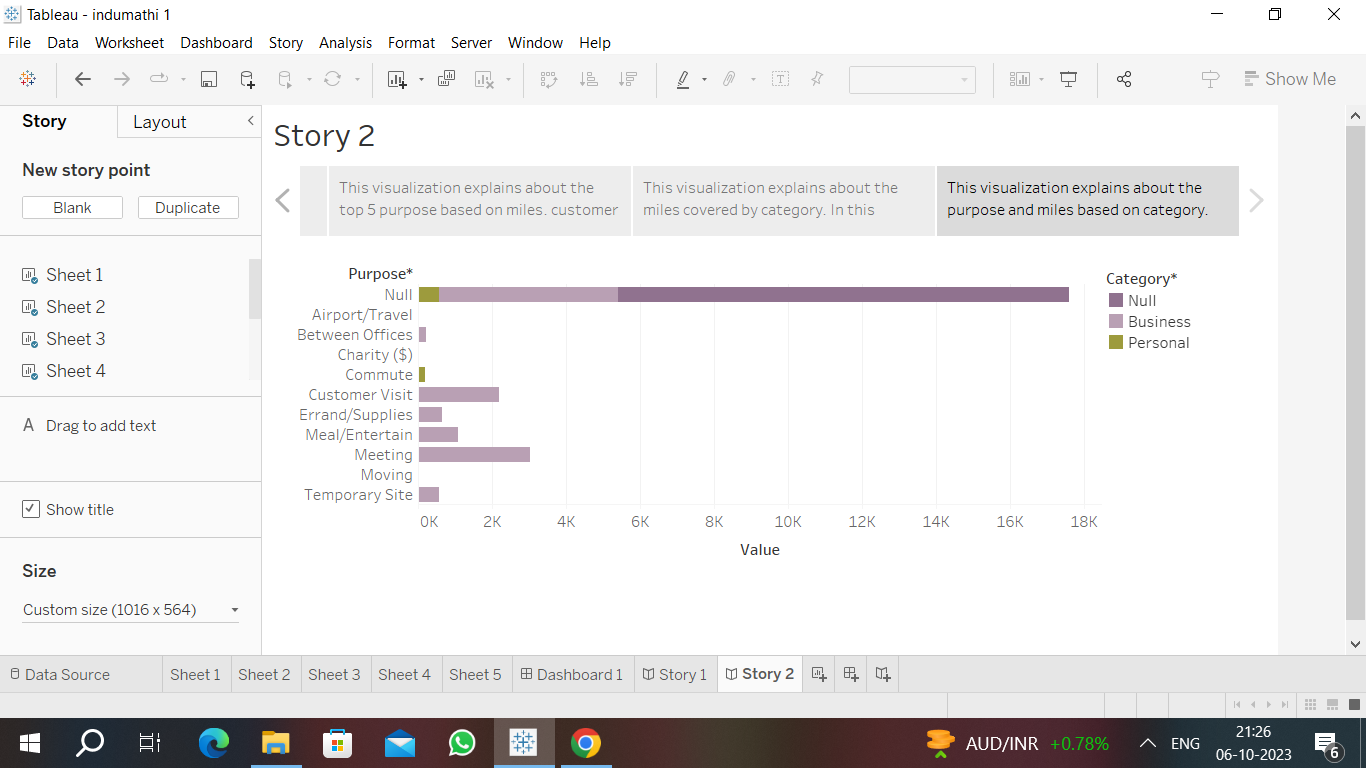 Tableau - indumathi 1
File Data Worksheet Dashboard Story Analysis Format Server Window Help
Show Me
Story Layout
New story point
Blank Duplicate
Sheet 1
Sheet 2
Sheet 3
Sheet 4
A Drag to add text
Show title
Size
Custom size (1016 x 564)
Story 2
This visualization explains about the
top 5 purpose based on miles. customer
This visualization explains about the
miles covered by category. In this
This visualization explains about the
purpose and miles based on category.
Purpose*
Null
Airport/Travel
Between Offices
Charity ($)
Commute
Customer Visit
Errand/Supplies
Meal/Entertain
Meeting
Moving
Temporary Site
0K 2K 4K 6K 8K 10K 12K 14K 16K 18K
Value
Category*
Null
Business
Personal
Data Source Sheet 1 Sheet 2 Sheet 3 Sheet 4 Sheet 5 Dashboard 1 Story 1 Story 2
AUD/INR +0.78% ENG
21:26
06-10-2023
6